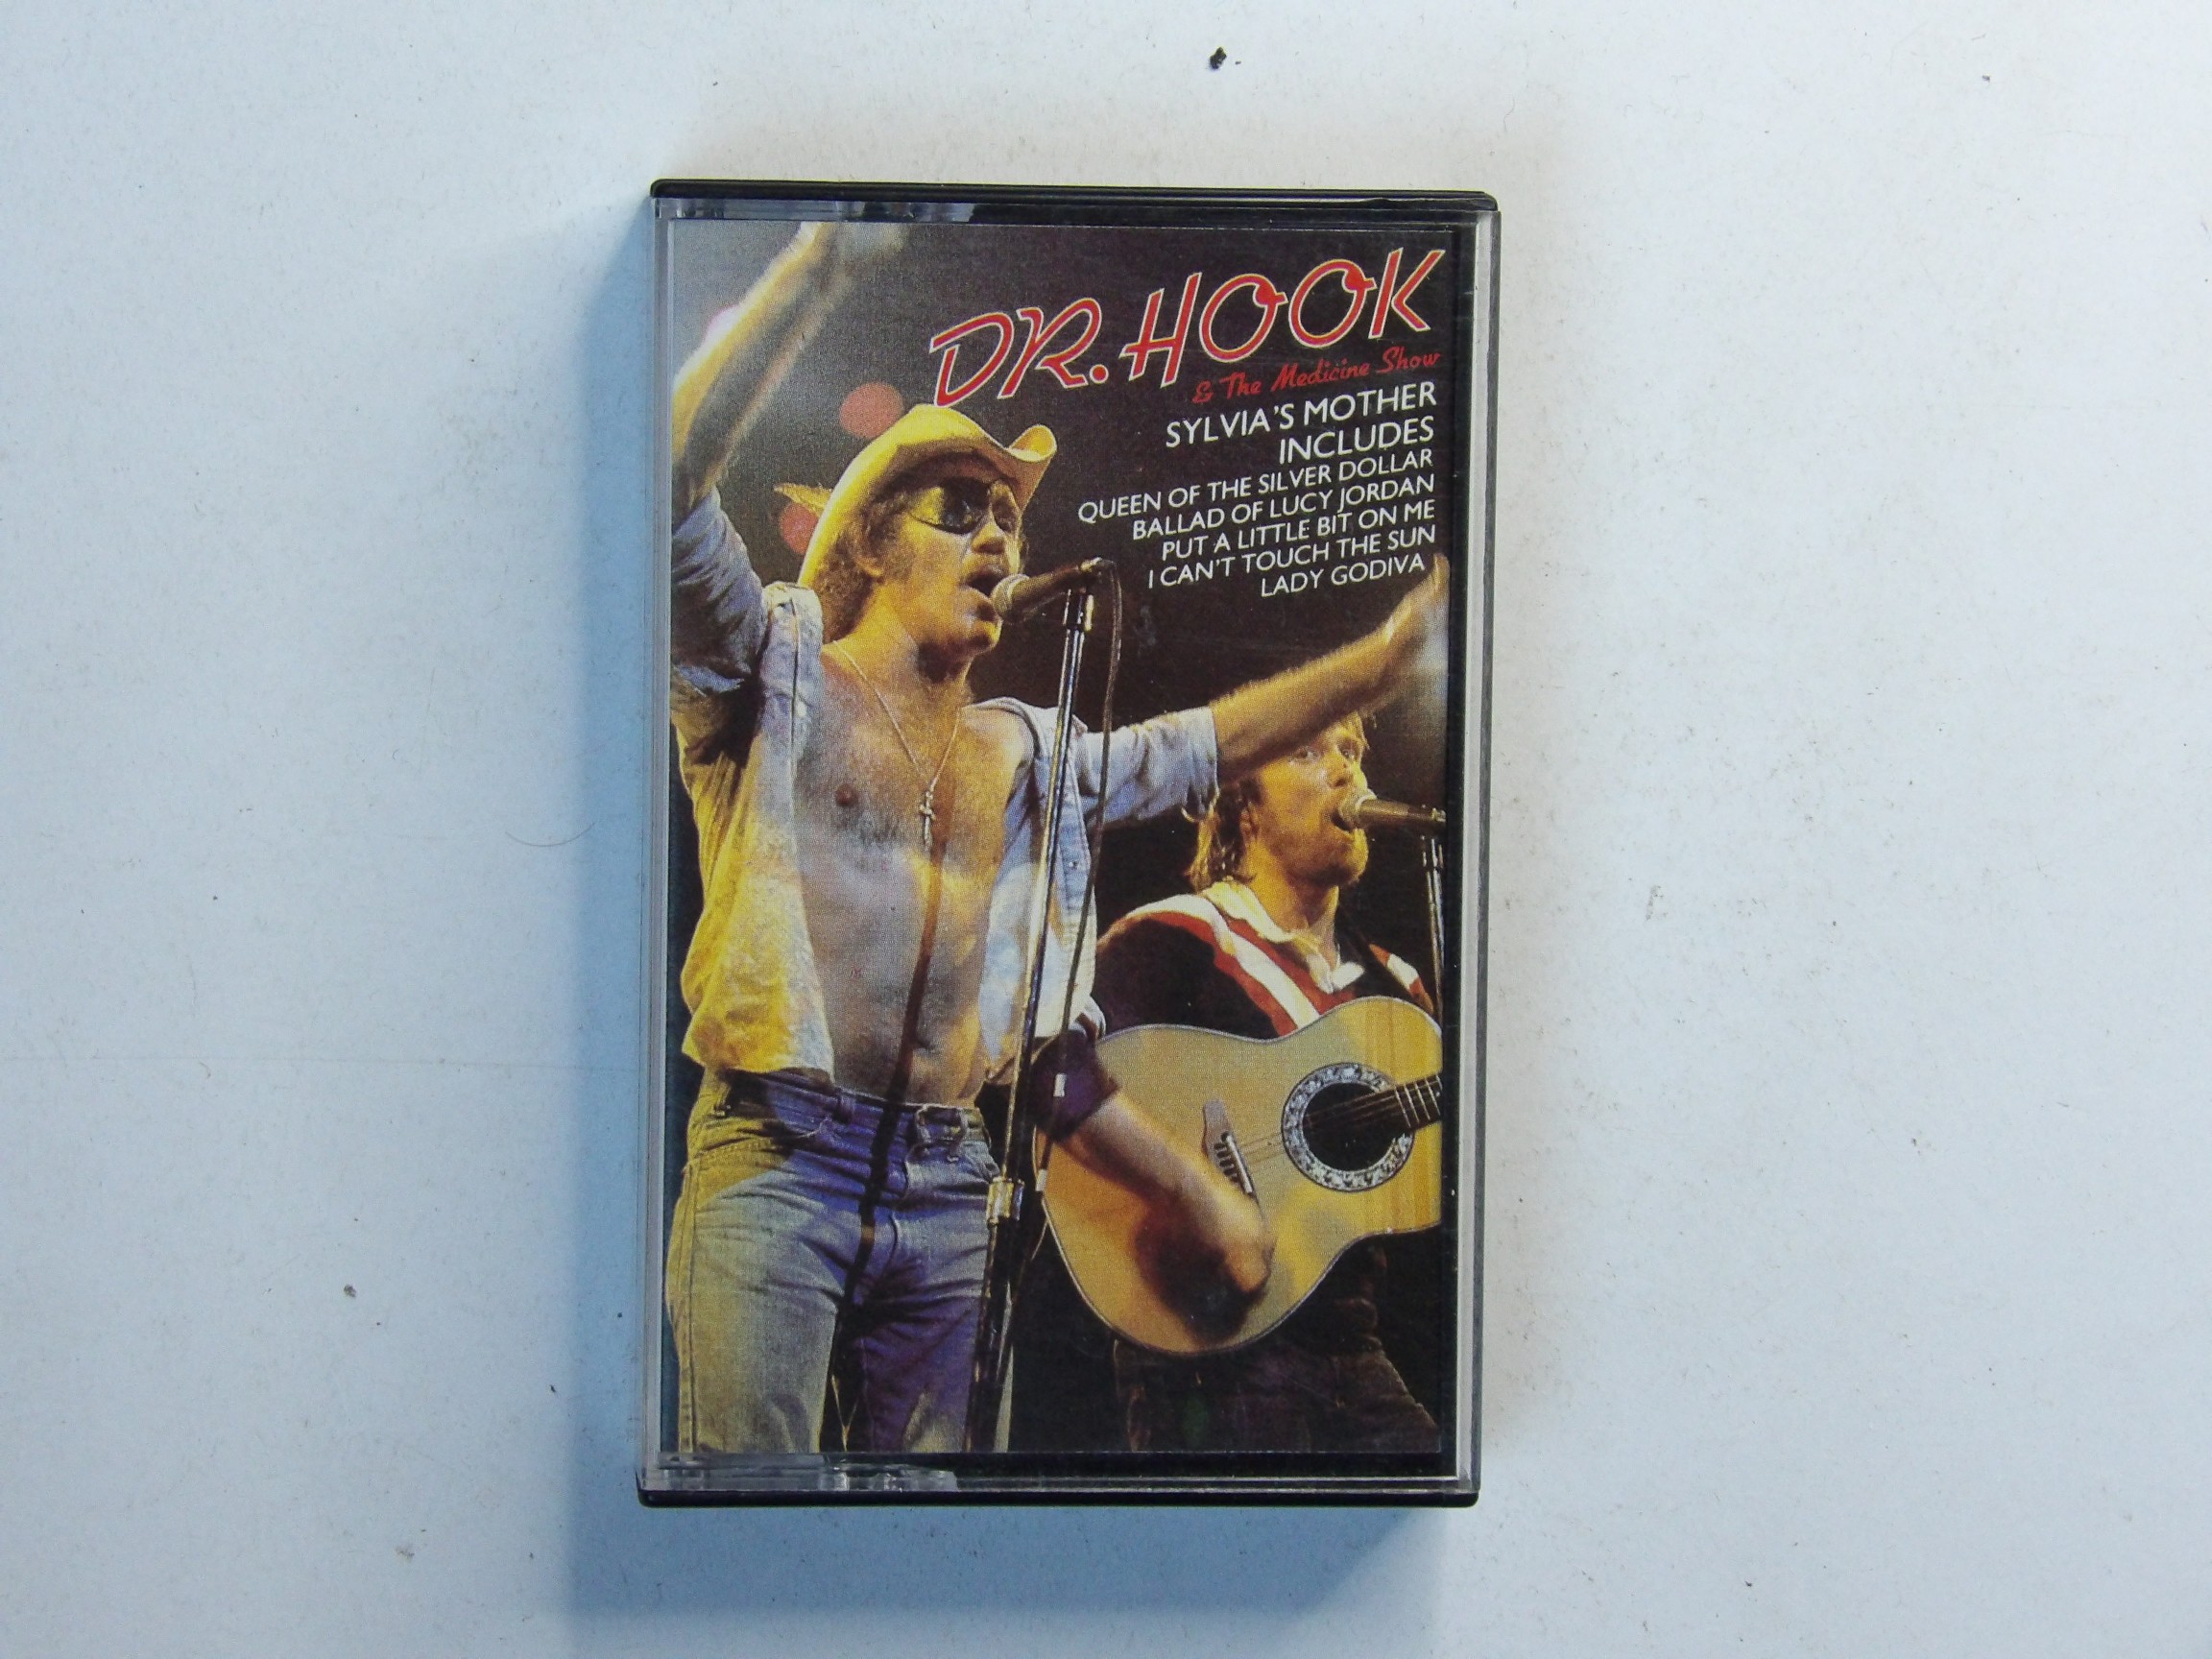 DR. HOOK
& The Medicine Show
SYLVIA'S MOTHER
INCLUDES
QUEEN OF THE SILVER DOLLAR
BALLAD OF LUCY JORDAN
PUT A LITTLE BIT ON ME
I CAN'T TOUCH THE SUN
LADY GODIVA